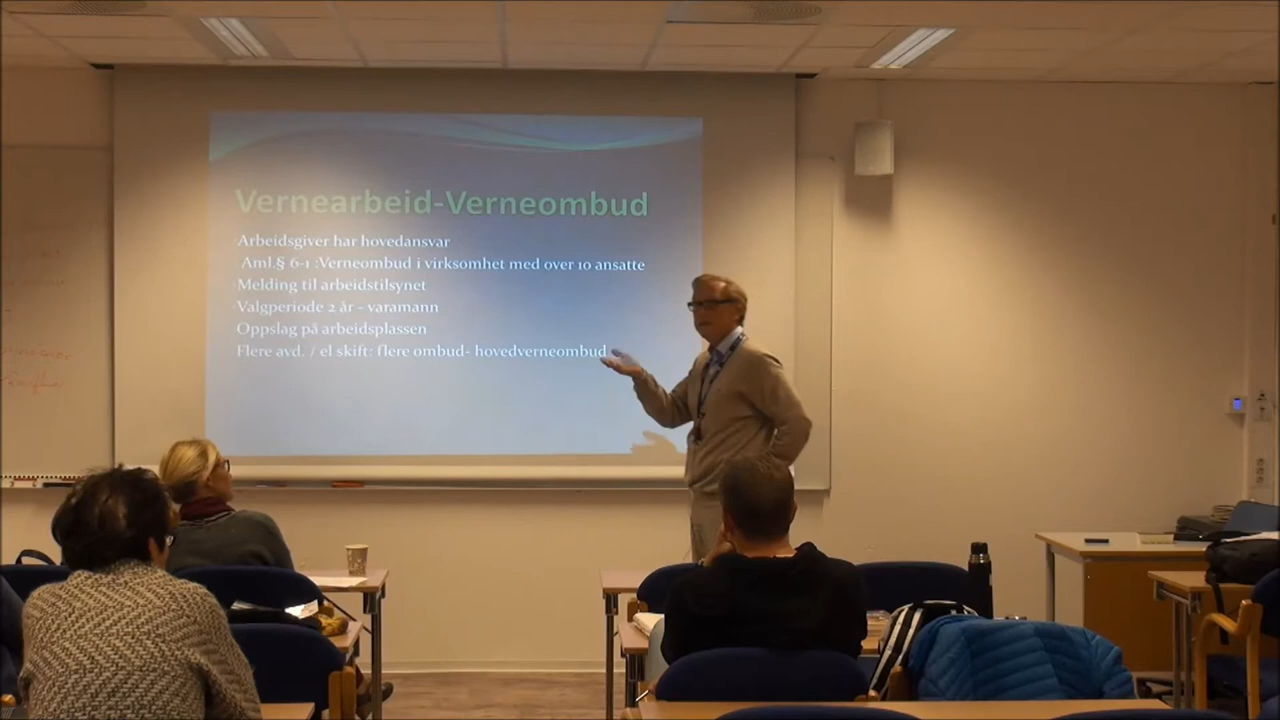 Vernearbeid-Verneombud
Arbeidsgiver har hovedansvar
Aml.§ 6-1 :Verneombud i virksomhet med over 10 ansatte
Melding til arbeidstilsynet
Valgperiode 2 år - varamann
Oppslag på arbeidsplassen
Flere avd. / el skift: flere ombud- hovedverneombud